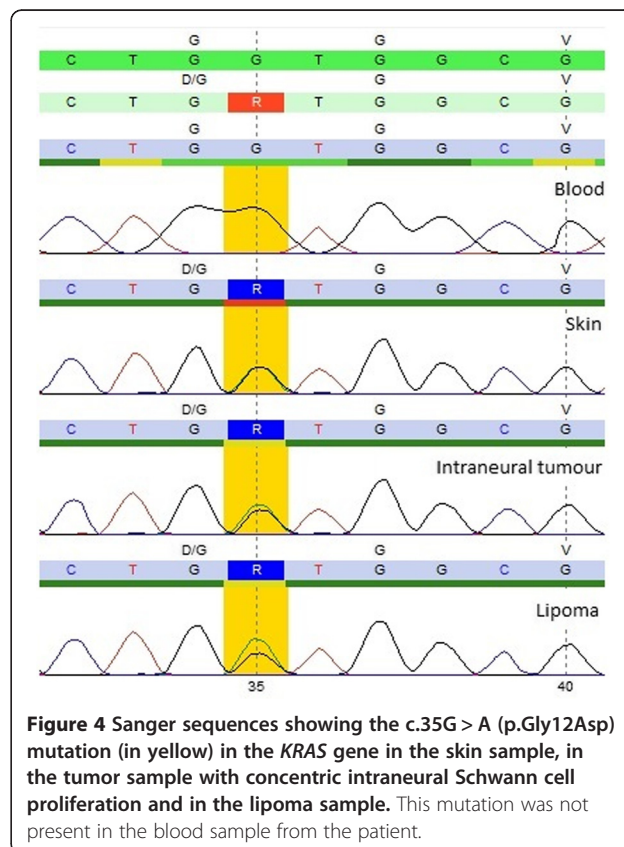 G G V
C T G G T G G C G
D/G G V
C T G R T G G C G
G G V
C T G G T G G C G
Blood
D/G G V
C T G R T G G C G
Skin
D/G G V
C T G R T G G C G
Intraneural tumour
D/G G V
C T G R T G G C G
Lipoma
35 40
Figure 4 Sanger sequences showing the c.35G > A (p.Gly12Asp)
mutation (in yellow) in the KRAS gene in the skin sample, in
the tumor sample with concentric intraneural Schwann cell
proliferation and in the lipoma sample. This mutation was not
present in the blood sample from the patient.